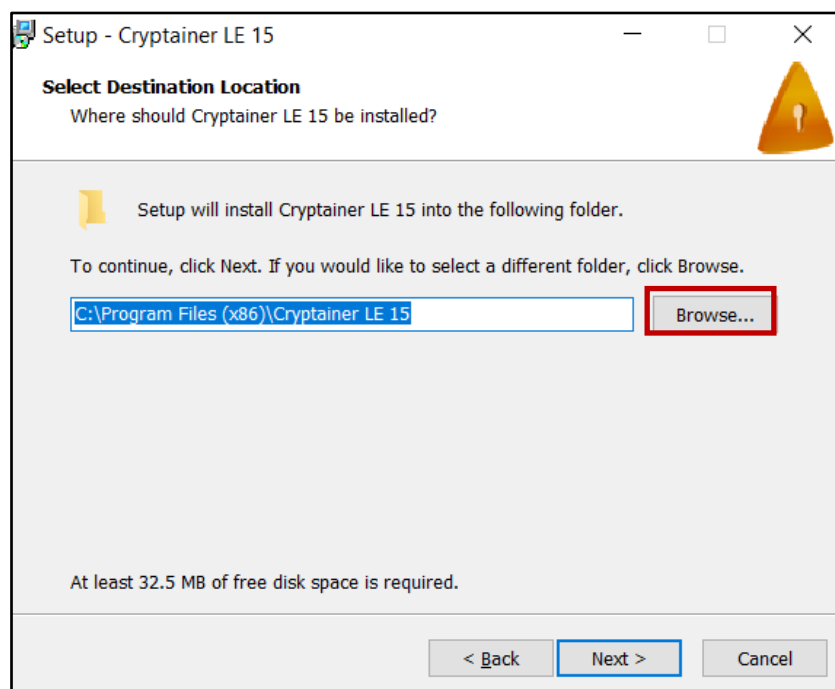 Setup - Cryptainer LE 15
Select Destination Location
Where should Cryptainer LE 15 be installed?
Setup will install Cryptainer LE 15 into the following folder.
To continue, click Next. If you would like to select a different folder, click Browse.
C:\Program Files (x86)\Cryptainer LE 15
Browse...
At least 32.5 MB of free disk space is required.
< Back
Next >
Cancel